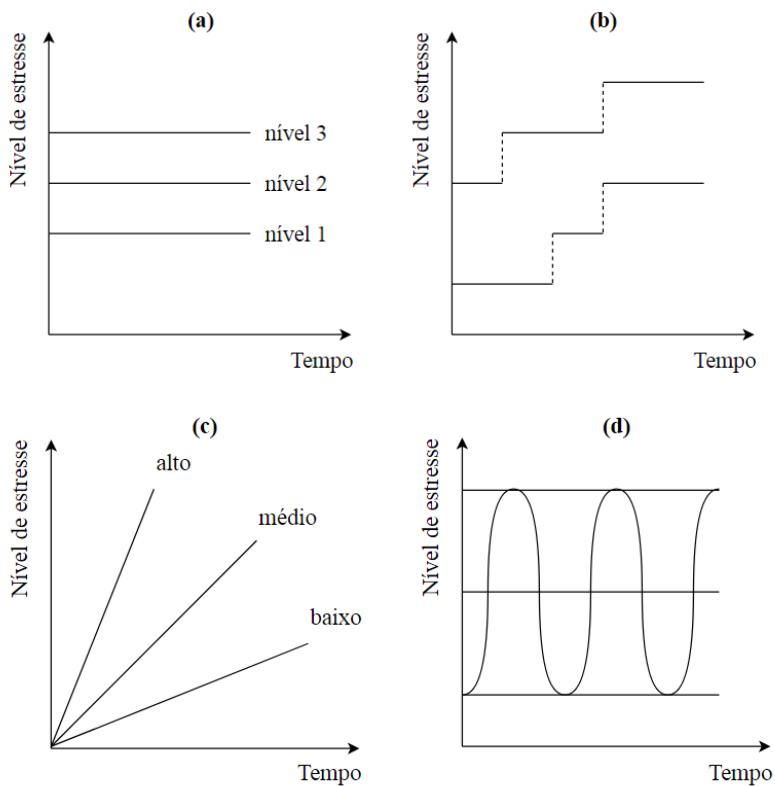 (a)
Nível de estresse
nível 3
nível 2
nível 1
Tempo
(b)
Nível de estresse
Tempo
(c)
Nível de estresse
alto
médio
baixo
Tempo
(d)
Nível de estresse
Tempo